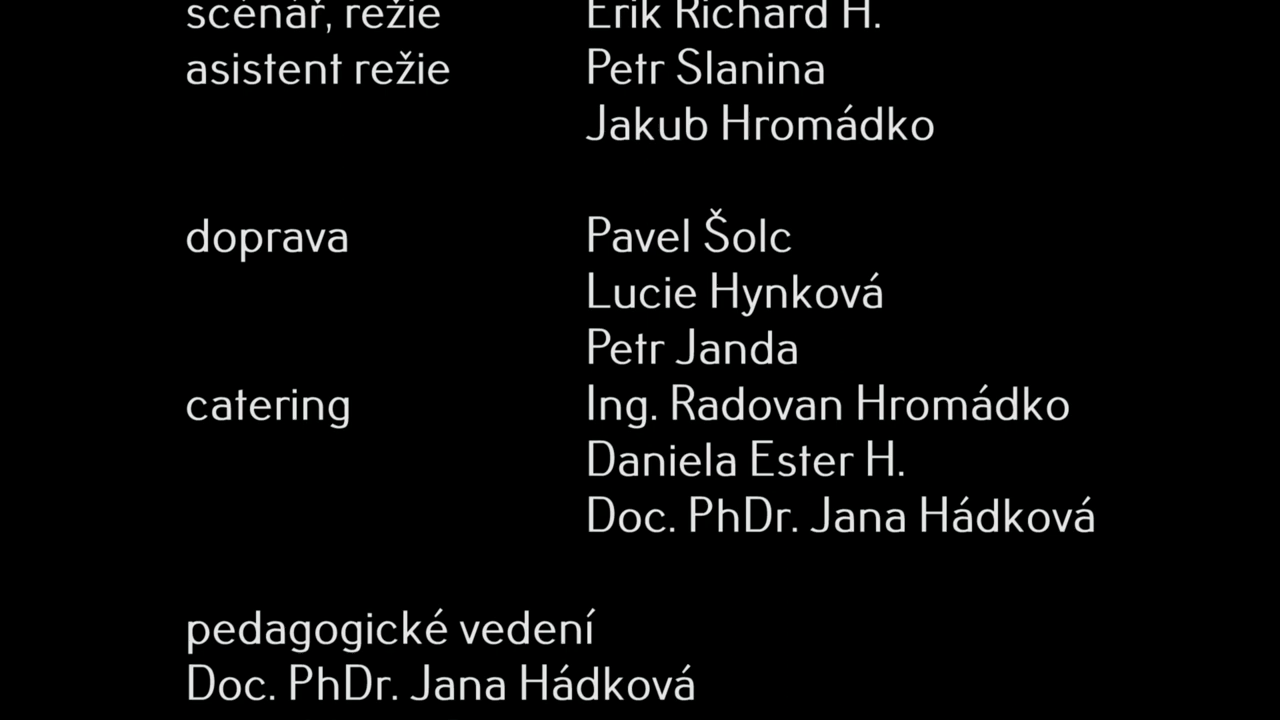 scénář, režie Erik Richard H.
asistent režie Petr Slanina
Jakub Hromádko
doprava Pavel Šolc
Lucie Hynková
Petr Janda
catering Ing. Radovan Hromádko
Daniela Ester H.
Doc. PhDr. Jana Hádková
pedagogické vedení
Doc. PhDr. Jana Hádková